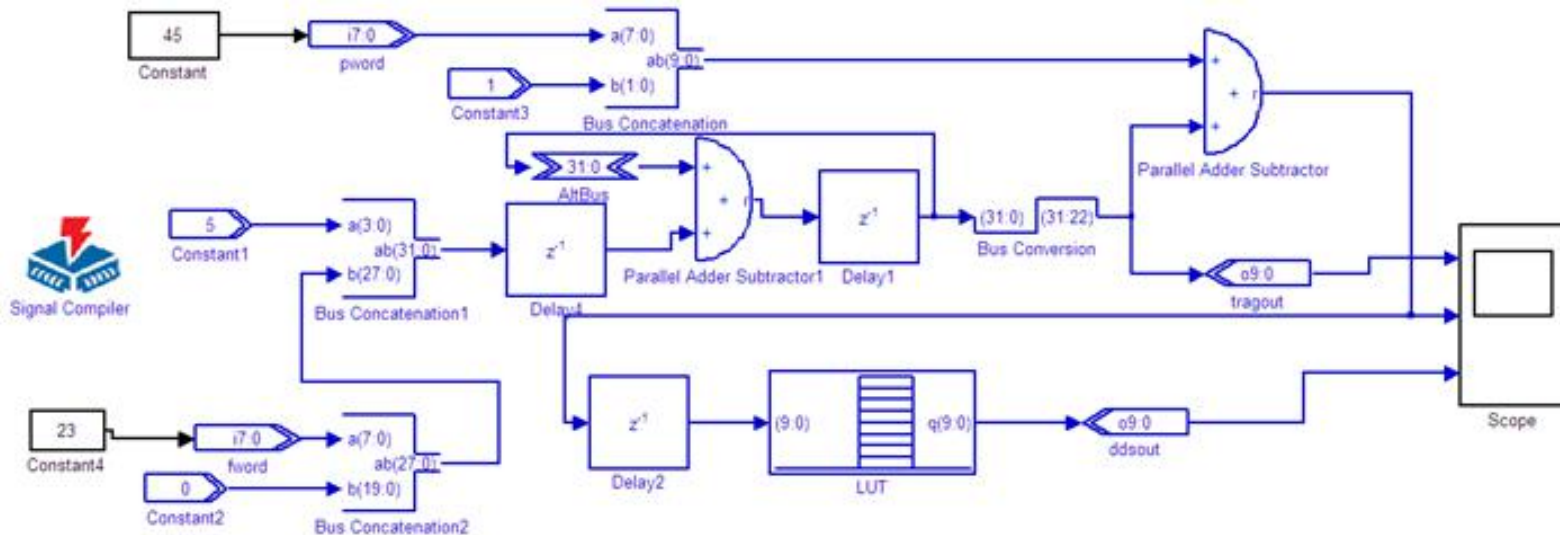 45
Constant
i7:0
pword
a(7:0)
ab(9:0)
b(1:0)
1
Constant3
Bus Concatenation
+
+
+
r
Parallel Adder Subtractor
31:0
AltBus
+
+
+
r
Parallel Adder Subtractor1
z⁻¹
Delay1
(31:0)
(31:22)
Bus Conversion
5
Constant1
a(3:0)
ab(31:0)
b(27:0)
Bus Concatenation1
z⁻¹
Delay4
Signal Compiler
o9:0
tragout
Scope
23
Constant4
i7:0
fword
a(7:0)
ab(27:0)
b(19:0)
0
Constant2
Bus Concatenation2
z⁻¹
Delay2
(9:0)
q(9:0)
LUT
o9:0
ddsout